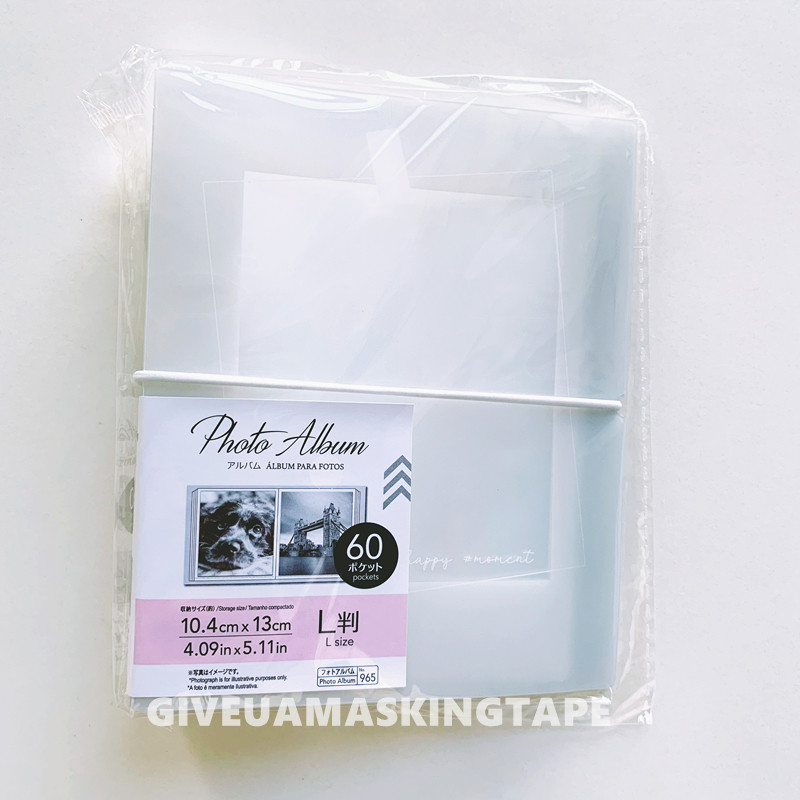 Photo Album
アルバム ÁLBUM PARA FOTOS
60
ポケット
pockets
happy #moment
収納サイズ(約)/Storage size/Tamanho compactado
10.4cm x 13cm
4.09in x 5.11in
L判
L size
※写真はイメージです。
*Photograph is for illustrative purposes only.
*A foto é meramente ilustrativa.
フォトアルバム
Photo Album
No.
965
GIVEUAMASKINGTAPE